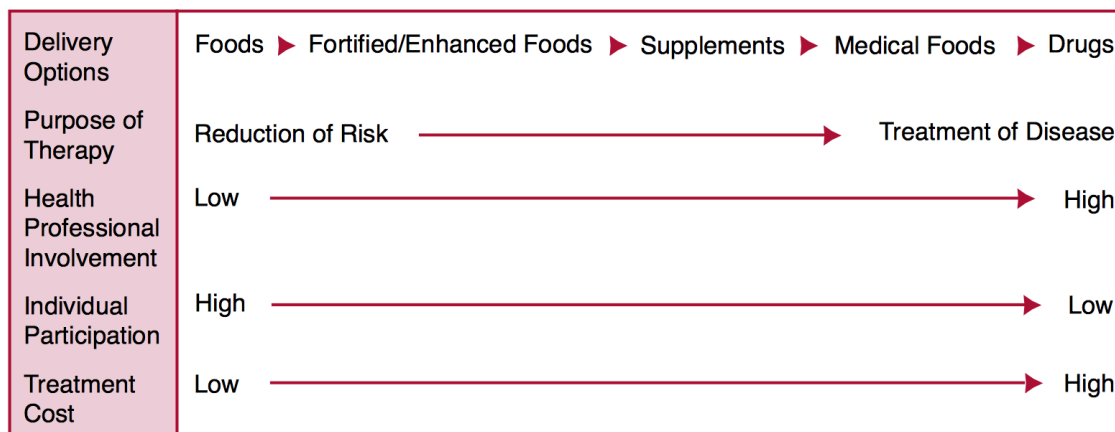 Delivery
Options
Foods Fortified/Enhanced Foods Supplements Medical Foods Drugs
Purpose of
Therapy
Reduction of Risk Treatment of Disease
Health
Professional
Involvement
Low High
Individual
Participation
High Low
Treatment
Cost
Low High